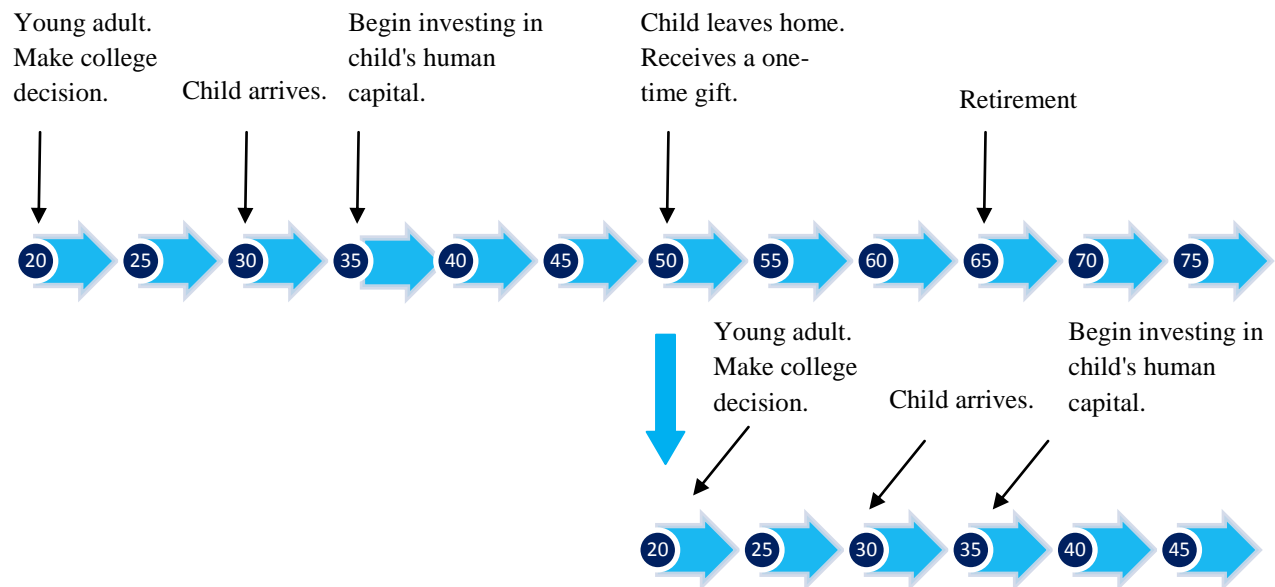 Young adult.
Make college
decision.
Child arrives.
Begin investing in
child's human
capital.
Child leaves home.
Receives a one-
time gift.
Retirement
20 25 30 35 40 45 50 55 60 65 70 75
Young adult.
Make college
decision.
Child arrives.
Begin investing in
child's human
capital.
20 25 30 35 40 45